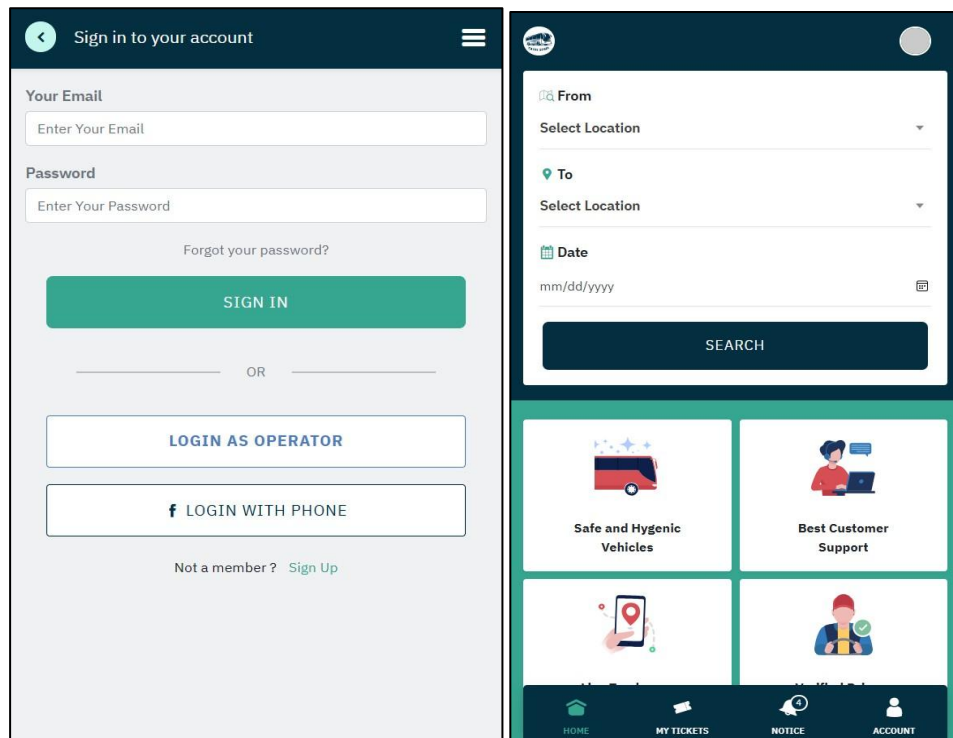 Sign in to your account
Your Email
Enter Your Email
Password
Enter Your Password
Forgot your password?
SIGN IN
OR
LOGIN AS OPERATOR
f LOGIN WITH PHONE
Not a member ? Sign Up
From
Select Location
To
Select Location
Date
mm/dd/yyyy
SEARCH
Safe and Hygenic
Vehicles
Best Customer
Support
4
HOME
MY TICKETS
NOTICE
ACCOUNT